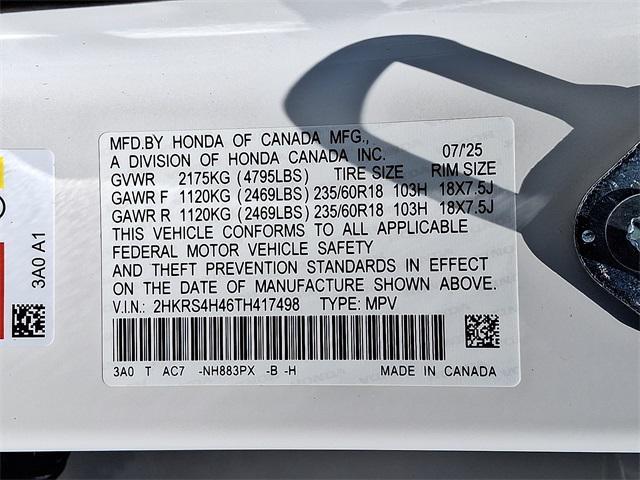 MFD.BY HONDA OF CANADA MFG.,
A DIVISION OF HONDA CANADA INC. 07/'25
GVWR 2175KG (4795LBS) TIRE SIZE RIM SIZE
GAWR F 1120KG (2469LBS) 235/60R18 103H 18X7.5J
GAWR R 1120KG (2469LBS) 235/60R18 103H 18X7.5J
THIS VEHICLE CONFORMS TO ALL APPLICABLE
FEDERAL MOTOR VEHICLE SAFETY
AND THEFT PREVENTION STANDARDS IN EFFECT
ON THE DATE OF MANUFACTURE SHOWN ABOVE.
V.I.N.: 2HKRS4H46TH417498 TYPE: MPV
3A0 T AC7 -NH883PX -B -H MADE IN CANADA
3A0 A1